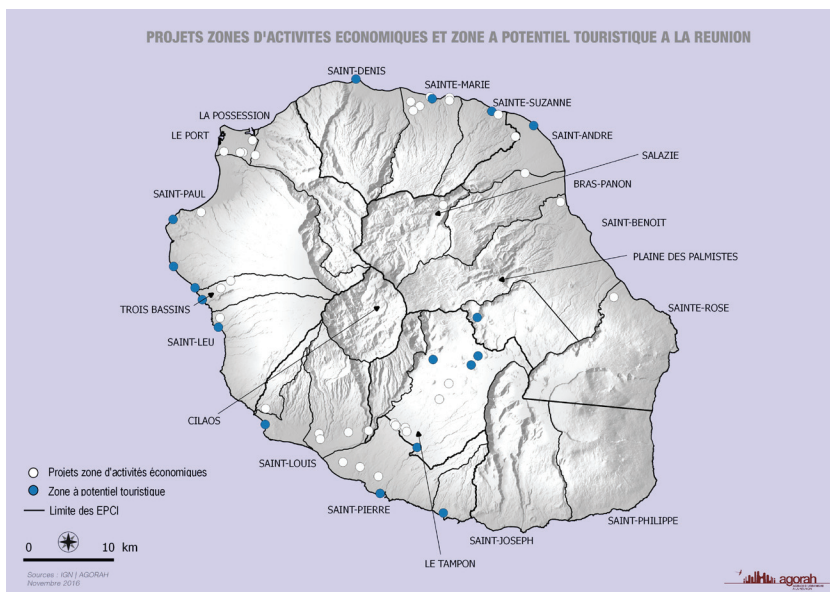 PROJETS ZONES D'ACTIVITES ECONOMIQUES ET ZONE A POTENTIEL TOURISTIQUE A LA REUNION
SAINT-DENIS
SAINTE-MARIE
SAINTE-SUZANNE
LA POSSESSION
LE PORT
SAINT-ANDRE
SALAZIE
BRAS-PANON
SAINT-PAUL
SAINT-BENOIT
PLAINE DES PALMISTES
TROIS BASSINS
SAINTE-ROSE
SAINT-LEU
CILAOS
SAINT-LOUIS
SAINT-PIERRE
SAINT-JOSEPH
SAINT-PHILIPPE
LE TAMPON
Projets zone d'activités économiques
Zone à potentiel touristique
Limite des EPCI
0 10 km
Sources : IGN | AGORAH
Novembre 2016
agorah